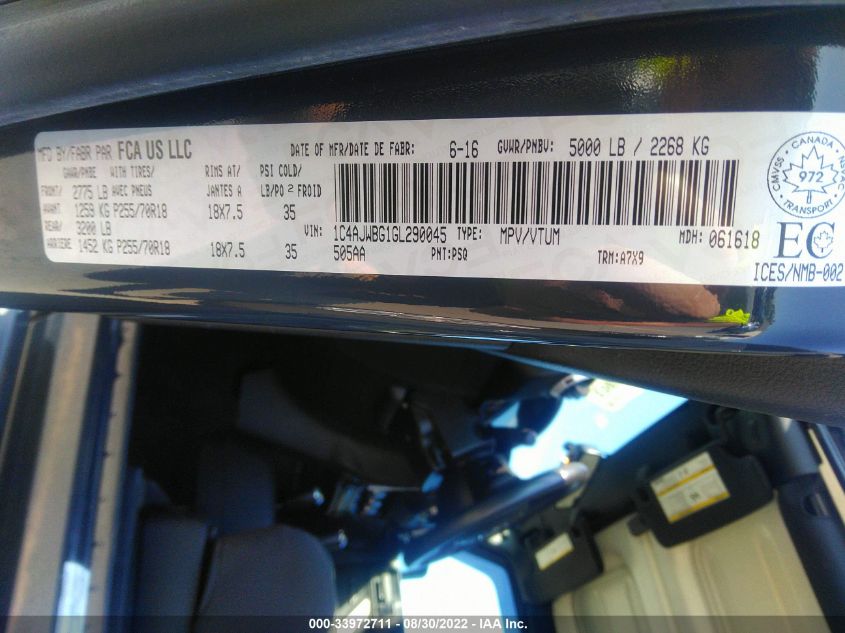 MFD BY/FABR PAR FCA US LLC DATE OF MFR/DATE DE FABR: 6-16 GVWR/PNBV: 5000 LB / 2268 KG
GAWR/PNBE WITH TIRES/ RIMS AT/ PSI COLD/
FRONT/ 2775 LB AVEC PNEUS JANTES A LB/PO² FROID
AVANT 1259 KG P255/70R18 18X7.5 35
REAR/ 3200 LB
ARRIERE 1452 KG P255/70R18 18X7.5 35
VIN: 1C4AJWBG1GL290045 TYPE: MPV/VTUM MDH: 061618
505AA PNT:PSQ TRM:A7X9
CANADA
CMVSS NSVAC
972
TRANSPORT
EC
ICES/NMB-002
000-33972711 - 08/30/2022 - IAA Inc.